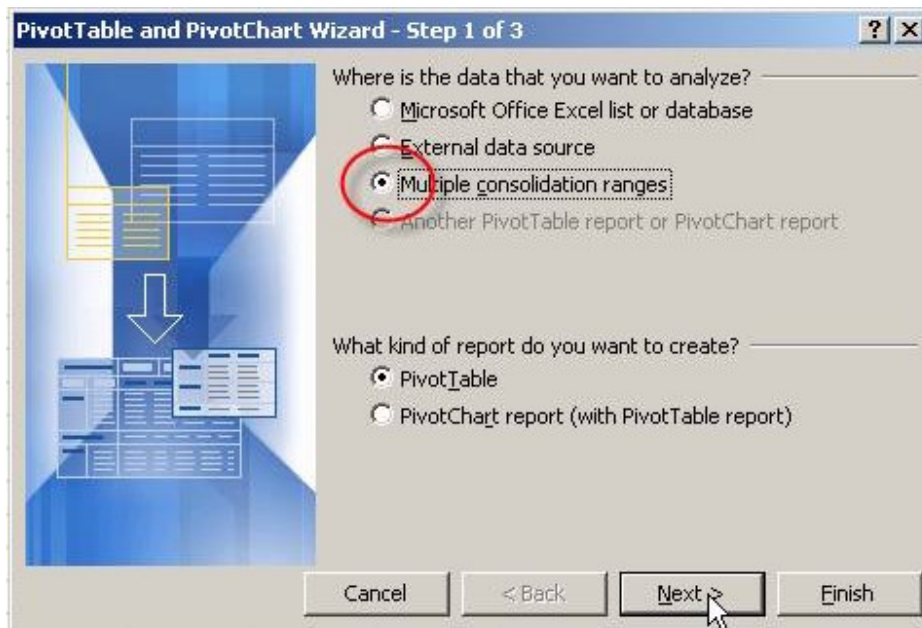 PivotTable and PivotChart Wizard - Step 1 of 3
Where is the data that you want to analyze?
Microsoft Office Excel list or database
External data source
Multiple consolidation ranges
Another PivotTable report or PivotChart report
What kind of report do you want to create?
PivotTable
PivotChart report (with PivotTable report)
Cancel
< Back
Next >
Finish